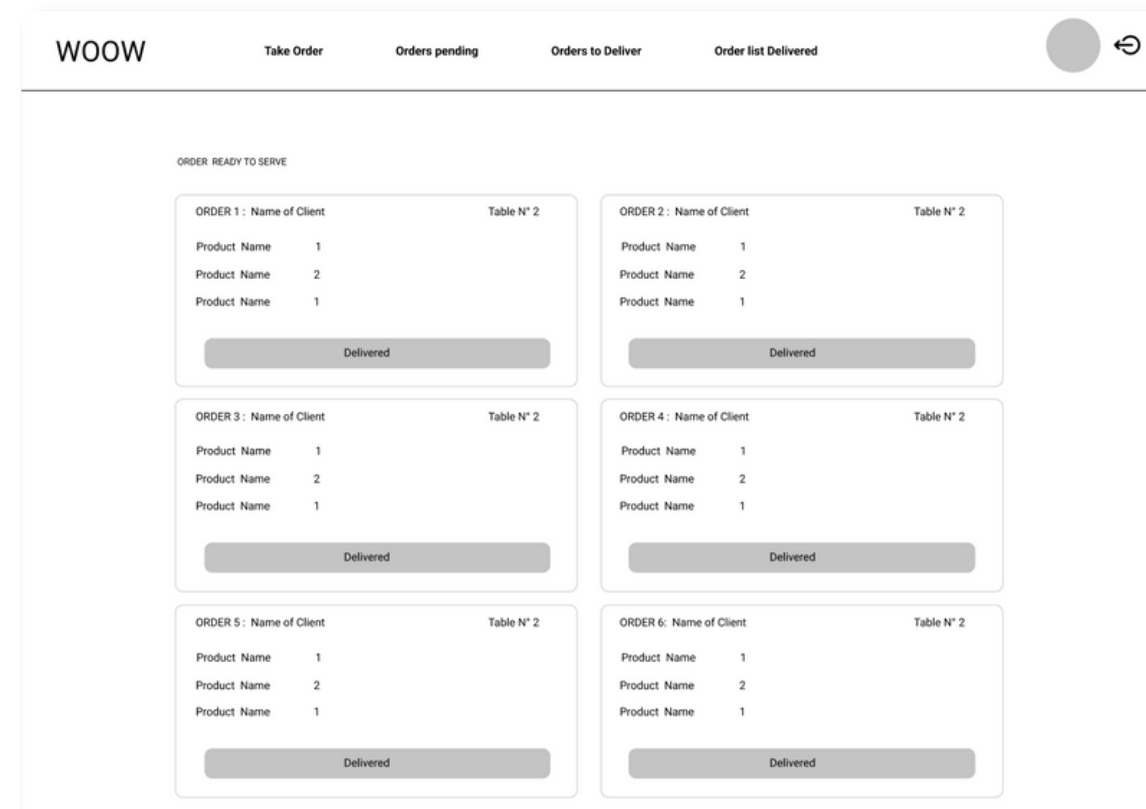 WOOW Take Order Orders pending Orders to Deliver Order list Delivered
ORDER READY TO SERVE
ORDER 1 : Name of Client Table N° 2
Product Name 1
Product Name 2
Product Name 1
Delivered
ORDER 2 : Name of Client Table N° 2
Product Name 1
Product Name 2
Product Name 1
Delivered
ORDER 3 : Name of Client Table N° 2
Product Name 1
Product Name 2
Product Name 1
Delivered
ORDER 4 : Name of Client Table N° 2
Product Name 1
Product Name 2
Product Name 1
Delivered
ORDER 5 : Name of Client Table N° 2
Product Name 1
Product Name 2
Product Name 1
Delivered
ORDER 6: Name of Client Table N° 2
Product Name 1
Product Name 2
Product Name 1
Delivered